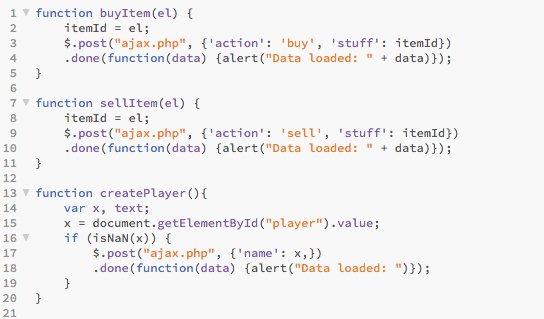 1 function buyItem(el) {
2     itemId = el;
3     $.post("ajax.php", {'action': 'buy', 'stuff': itemId})
4     .done(function(data) {alert("Data loaded: " + data)});
5 }
6
7 function sellItem(el) {
8     itemId = el;
9     $.post("ajax.php", {'action': 'sell', 'stuff': itemId})
10     .done(function(data) {alert("Data loaded: " + data)});
11 }
12
13 function createPlayer(){
14     var x, text;
15     x = document.getElementById("player").value;
16     if (isNaN(x)) {
17         $.post("ajax.php", {'name': x,})
18         .done(function(data) {alert("Data loaded: ")});
19     }
20 }
21